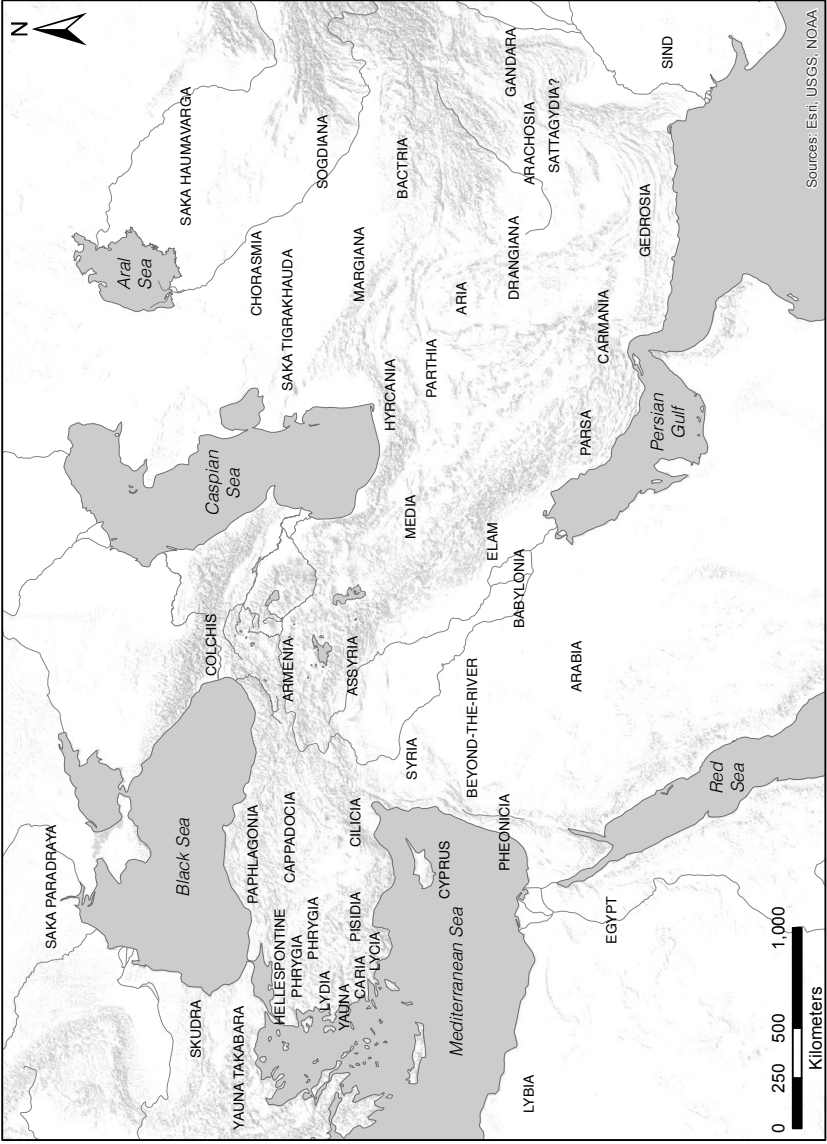 N
SAKA PARADRAYA
Aral
Sea
Black Sea
SAKA HAUMAVARGA
SKUDRA
COLCHIS
Caspian
Sea
YAUNA TAKABARA
PAPHLAGONIA
CHORASMIA
HELLESPONTINE
PHRYGIA
CAPPADOCIA
ARMENIA
SAKA TIGRAKHAUDA
PHRYGIA
SOGDIANA
LYDIA
YAUNA
PISIDIA
CILICIA
ASSYRIA
MARGIANA
CARIA
LYCIA
HYRCANIA
BACTRIA
SYRIA
MEDIA
PARTHIA
CYPRUS
Mediterranean Sea
ARIA
BEYOND-THE-RIVER
ELAM
PHEONICIA
DRANGIANA
GANDARA
BABYLONIA
LYBIA
ARACHOSIA
SATTAGYDIA?
ARABIA
PARSA
CARMANIA
EGYPT
GEDROSIA
Persian
Gulf
SIND
Red
Sea
0 250 500 1,000
Kilometers
Sources: Esri, USGS, NOAA